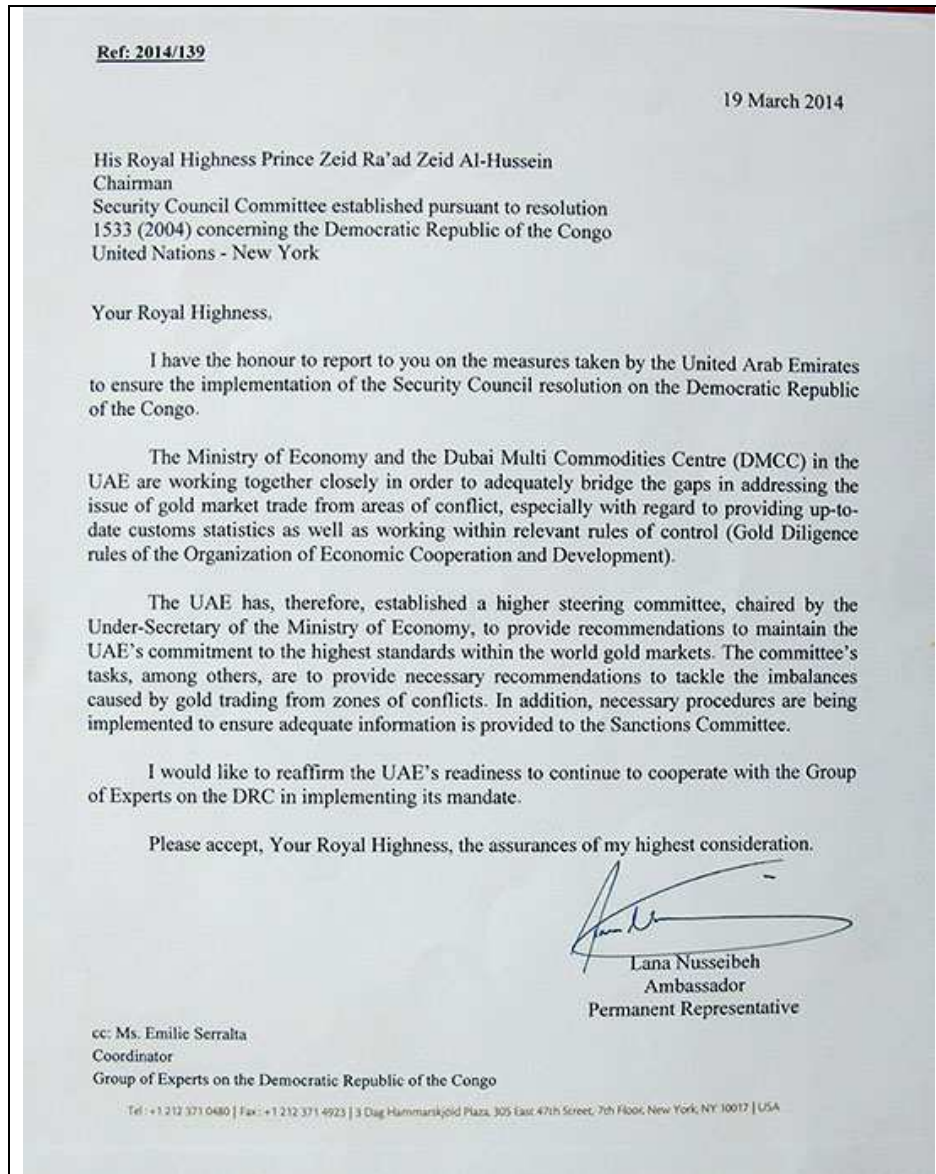 Ref: 2014/139
19 March 2014
His Royal Highness Prince Zeid Ra'ad Zeid Al-Hussein
Chairman
Security Council Committee established pursuant to resolution
1533 (2004) concerning the Democratic Republic of the Congo
United Nations - New York
Your Royal Highness,
I have the honour to report to you on the measures taken by the United Arab Emirates
to ensure the implementation of the Security Council resolution on the Democratic Republic
of the Congo.
The Ministry of Economy and the Dubai Multi Commodities Centre (DMCC) in the
UAE are working together closely in order to adequately bridge the gaps in addressing the
issue of gold market trade from areas of conflict, especially with regard to providing up-to-
date customs statistics as well as working within relevant rules of control (Gold Diligence
rules of the Organization of Economic Cooperation and Development).
The UAE has, therefore, established a higher steering committee, chaired by the
Under-Secretary of the Ministry of Economy, to provide recommendations to maintain the
UAE's commitment to the highest standards within the world gold markets. The committee's
tasks, among others, are to provide necessary recommendations to tackle the imbalances
caused by gold trading from zones of conflicts. In addition, necessary procedures are being
implemented to ensure adequate information is provided to the Sanctions Committee.
I would like to reaffirm the UAE's readiness to continue to cooperate with the Group
of Experts on the DRC in implementing its mandate.
Please accept, Your Royal Highness, the assurances of my highest consideration.
Lana Nusseibeh
Ambassador
Permanent Representative
cc: Ms. Emilie Serralta
Coordinator
Group of Experts on the Democratic Republic of the Congo
Tel: +1 212 371 0480 | Fax: +1 212 371 4923 | 3 Dag Hammarskjold Plaza, 305 East 47th Street, 7th Floor, New York, NY 10017 | USA